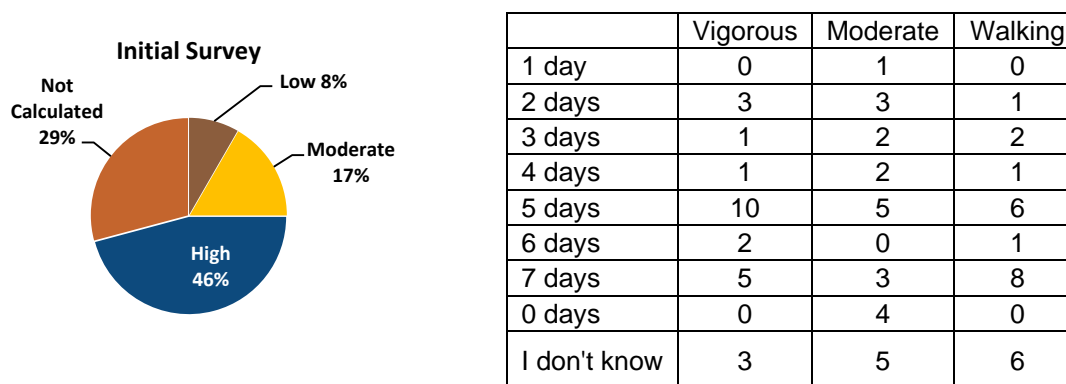 Initial Survey
Not
Calculated
29%
Low 8%
Moderate
17%
High
46%
Vigorous Moderate Walking
1 day 0 1 0
2 days 3 3 1
3 days 1 2 2
4 days 1 2 1
5 days 10 5 6
6 days 2 0 1
7 days 5 3 8
0 days 0 4 0
I don't know 3 5 6